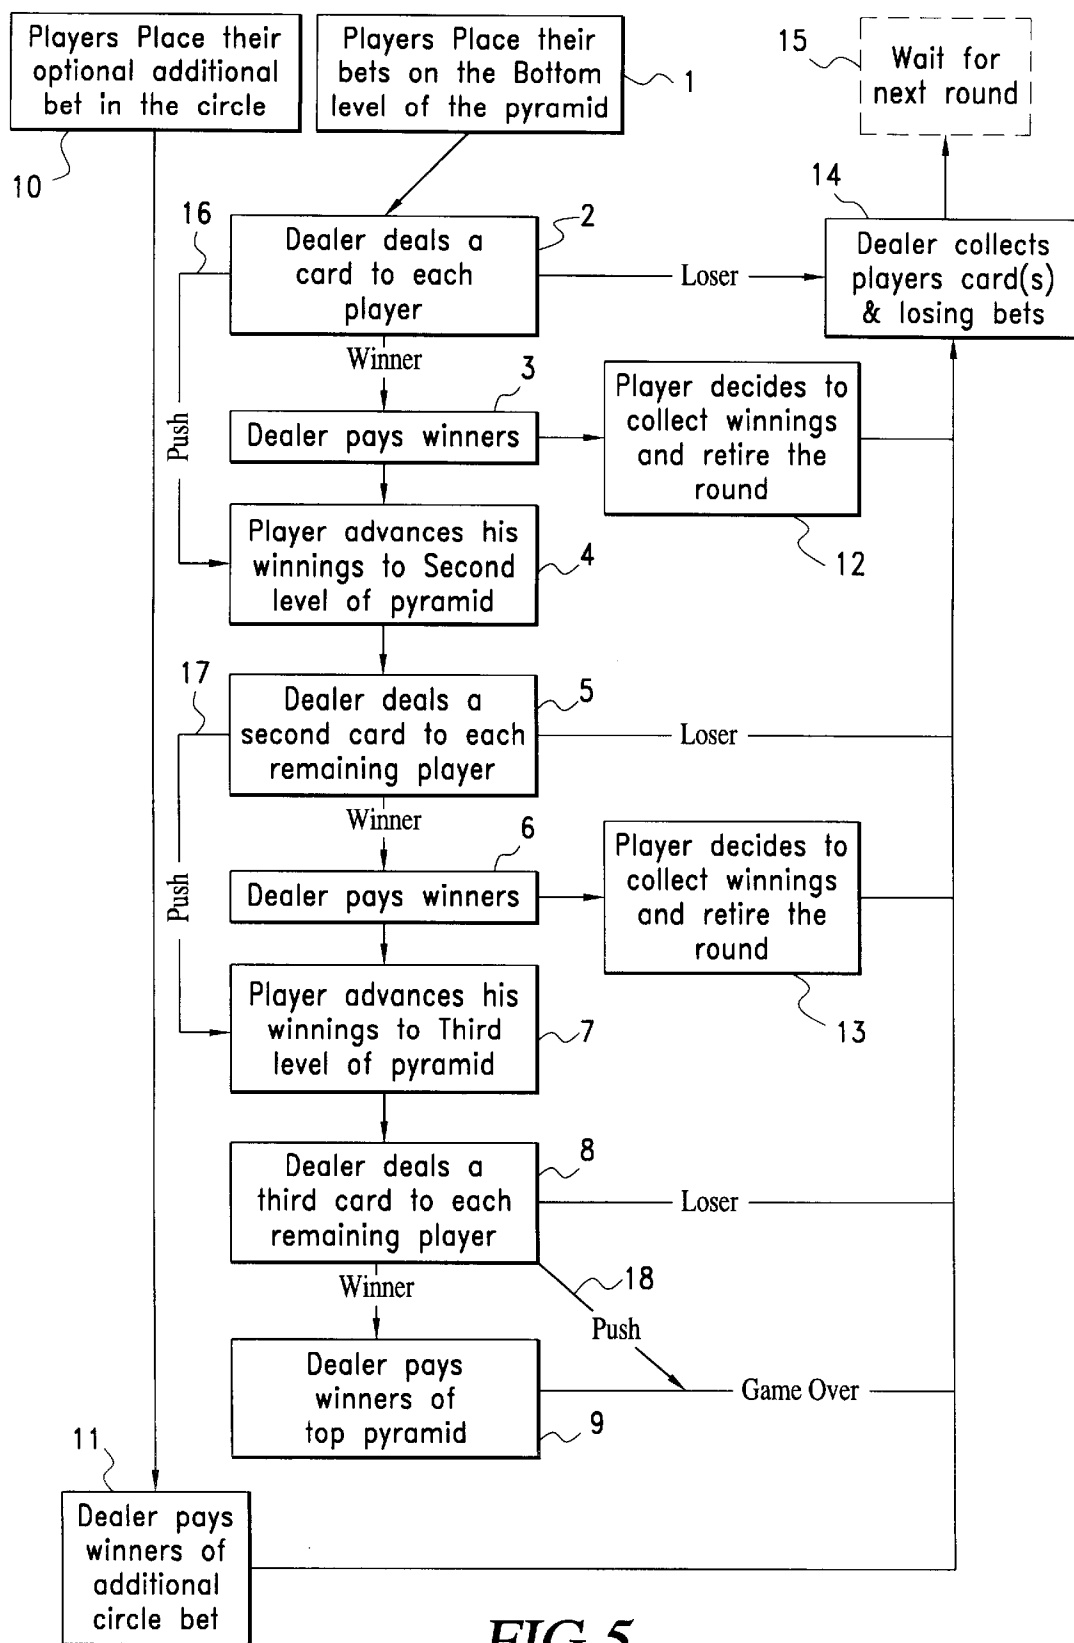 Players Place their
optional additional
bet in the circle
10
Players Place their
bets on the Bottom
level of the pyramid
1
15
Wait for
next round
14
Dealer collects
players card(s)
& losing bets
16
Dealer deals a
card to each
player
2
Loser
Winner
Push
3
Dealer pays winners
Player decides to
collect winnings
and retire the
round
12
Player advances his
winnings to Second
level of pyramid
4
17
Dealer deals a
second card to each
remaining player
5
Loser
Winner
Push
6
Dealer pays winners
Player decides to
collect winnings
and retire the
round
13
Player advances his
winnings to Third
level of pyramid
7
Dealer deals a
third card to each
remaining player
8
Loser
Winner
18
Push
Dealer pays
winners of
top pyramid
9
Game Over
11
Dealer pays
winners of
additional
circle bet
FIG.5